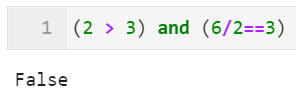 1 (2 > 3) and (6/2==3)
False